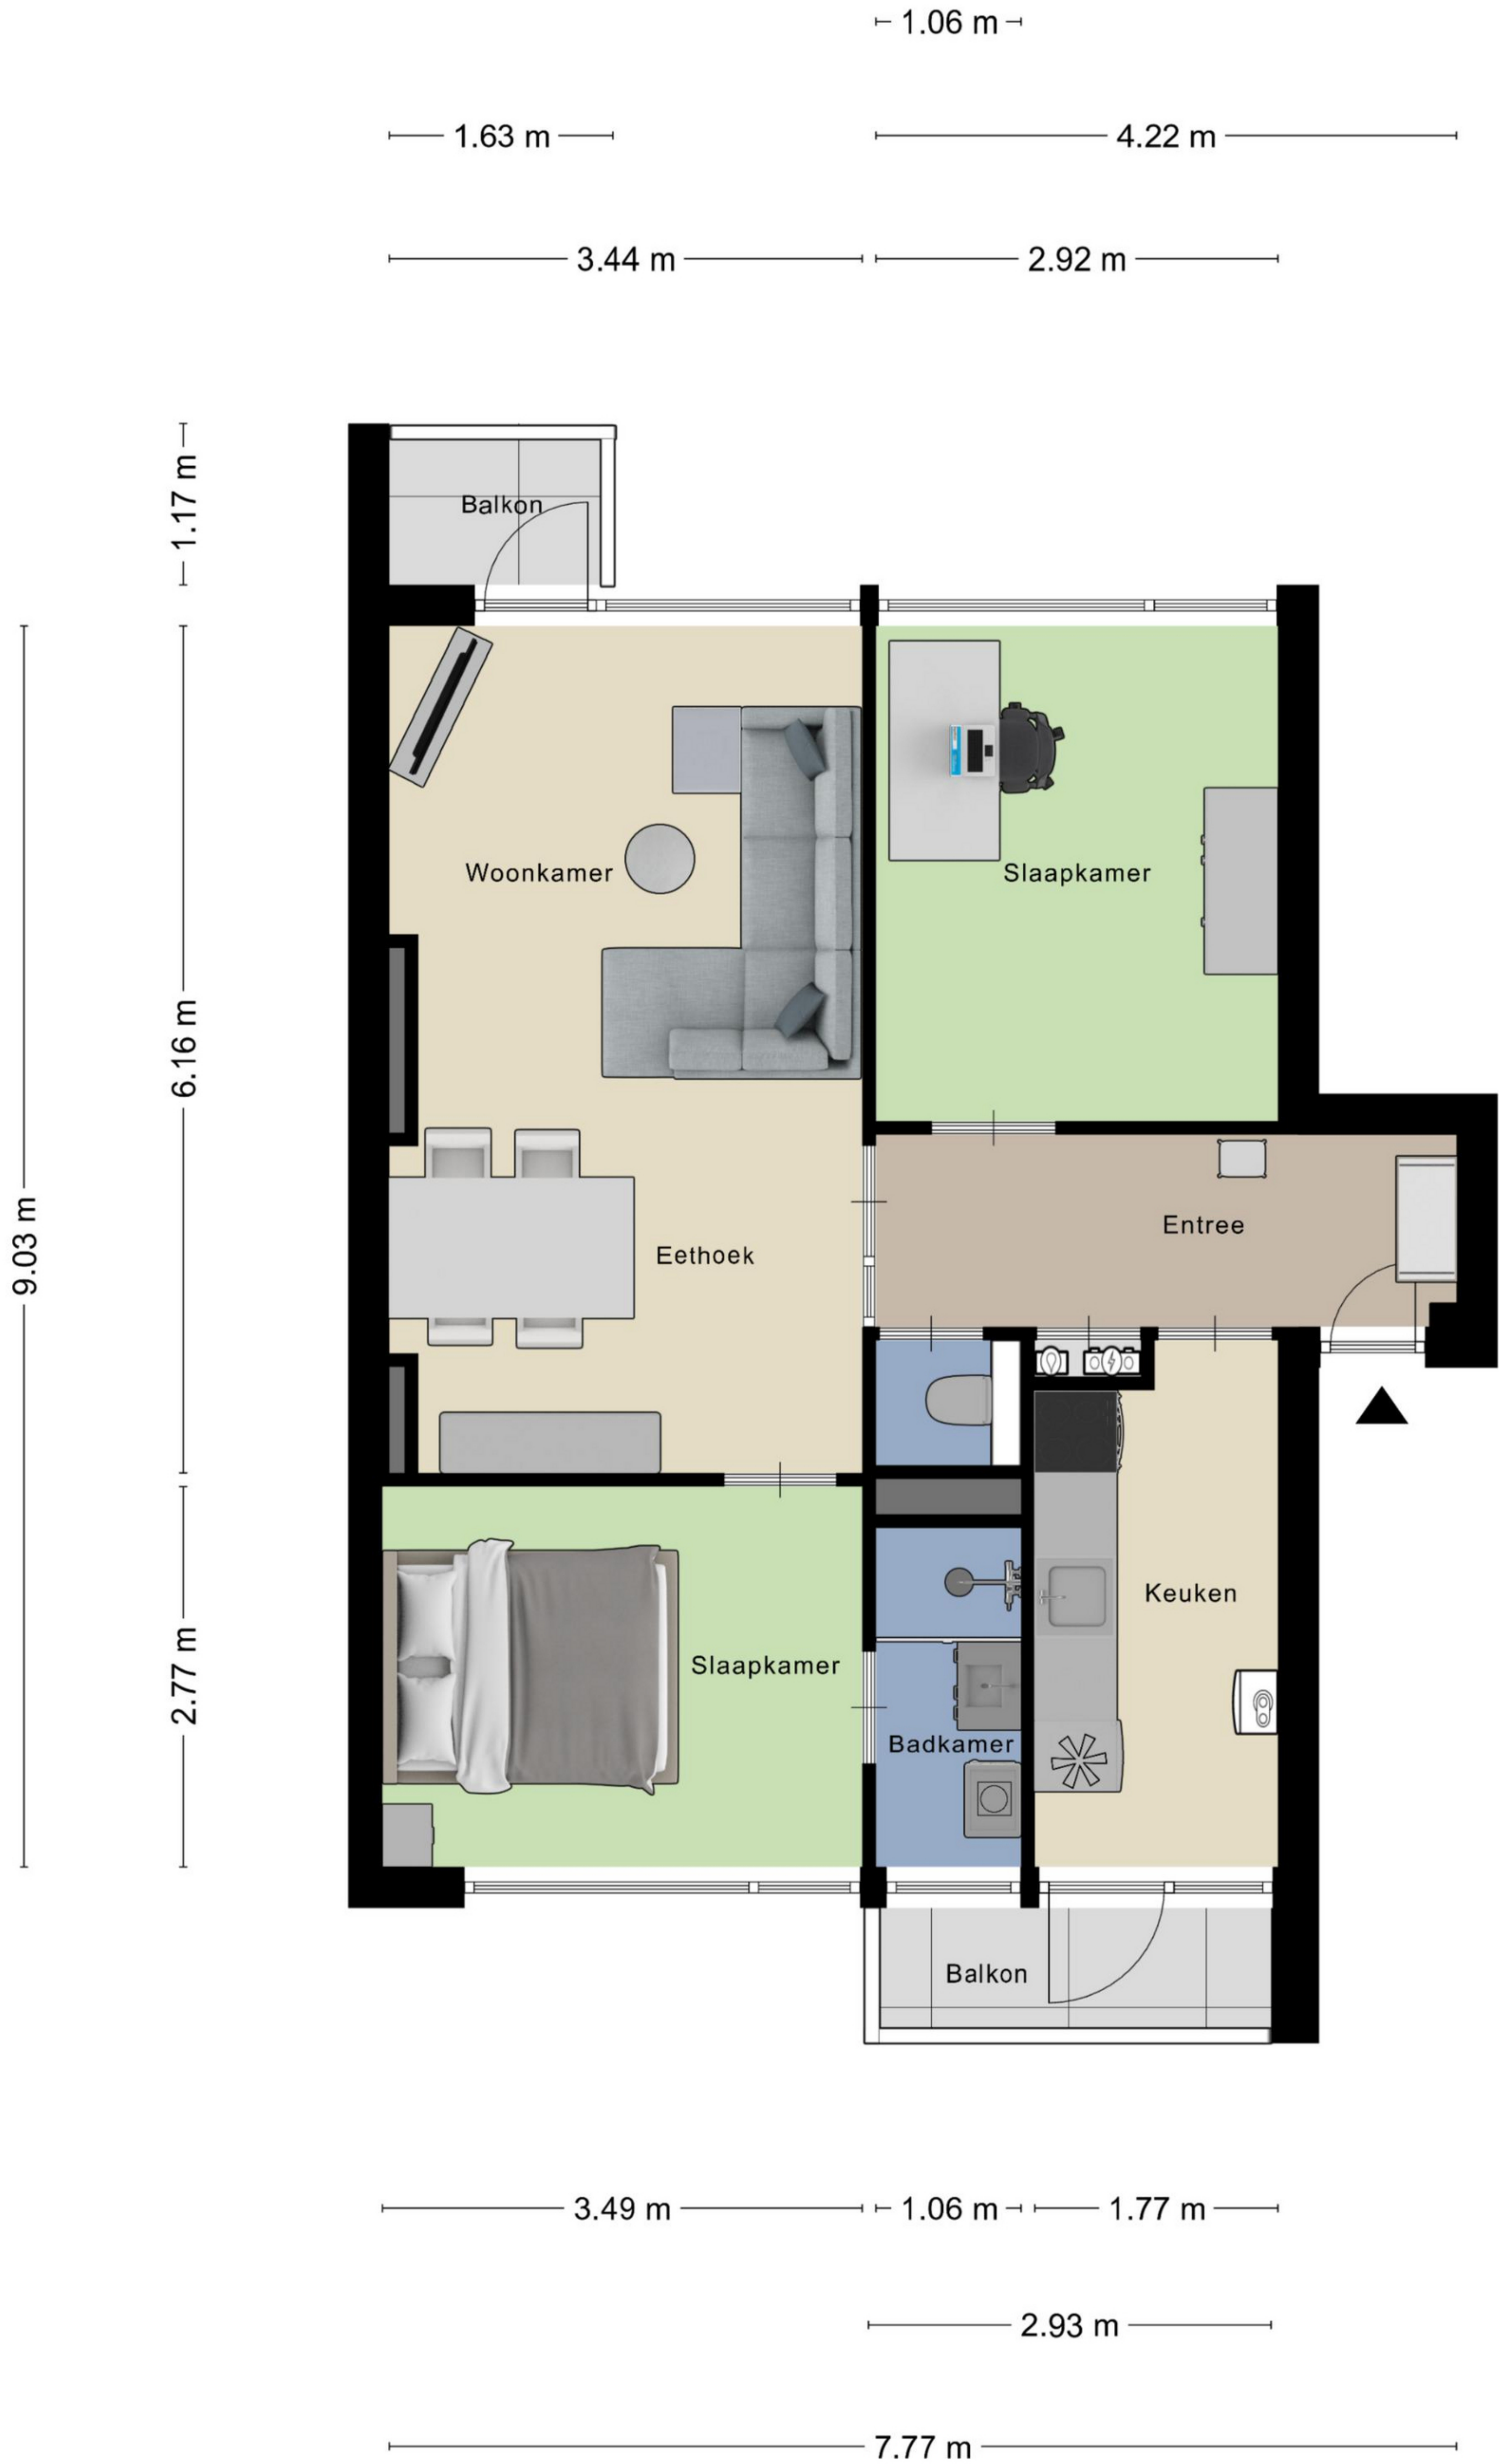 1.06 m
1.63 m
4.22 m
3.44 m
2.92 m
1.17 m
Balkon
6.16 m
9.03 m
Woonkamer
Slaapkamer
Entree
Eethoek
Keuken
2.77 m
Slaapkamer
Badkamer
Balkon
3.49 m
1.06 m
1.77 m
2.93 m
7.77 m